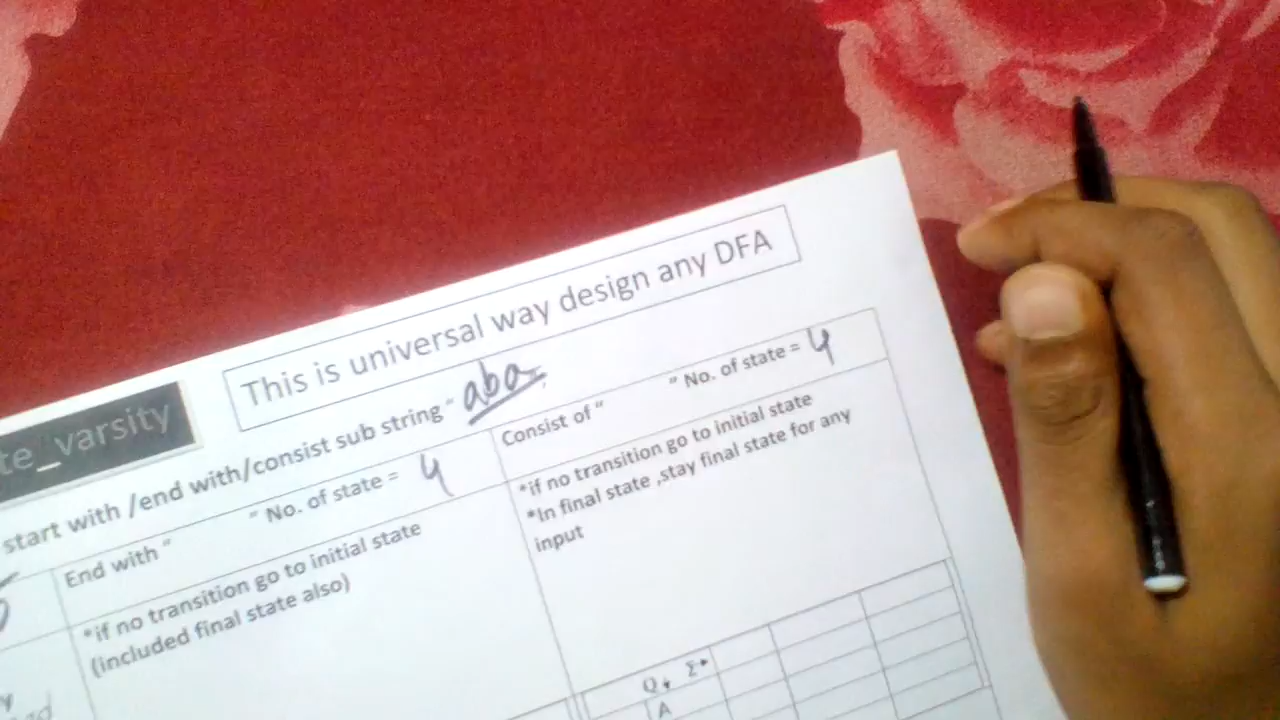 This is universal way design any DFA
te_varsity
start with /end with/consist sub string " aba
End with " " No. of state = 4
*if no transition go to initial state
(included final state also)
Consist of " " No. of state = 4
*if no transition go to initial state
*In final state ,stay final state for any
input
Q Σ
A